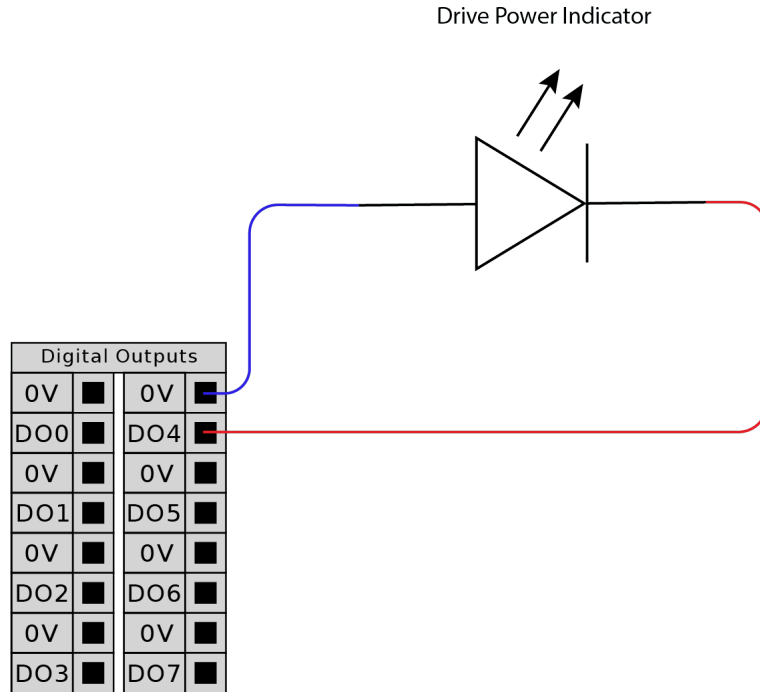 Drive Power Indicator
Digital Outputs
0V 0V
DO0 DO4
0V 0V
DO1 DO5
0V 0V
DO2 DO6
0V 0V
DO3 DO7